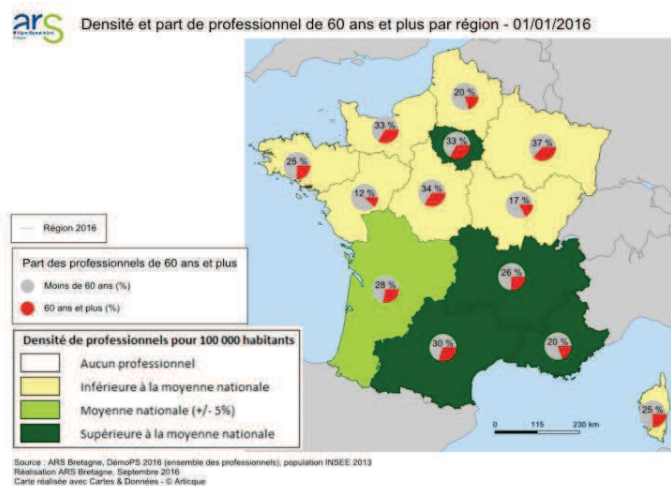 ars
Densité et part de professionnel de 60 ans et plus par région - 01/01/2016
20 %
33 %
33 %
37 %
25 %
12 %
34 %
17 %
Région 2016
Part des professionnels de 60 ans et plus
Moins de 60 ans (%)
60 ans et plus (%)
28 %
26 %
30 %
20 %
25 %
Densité de professionnels pour 100 000 habitants
Aucun professionnel
Inférieure à la moyenne nationale
Moyenne nationale (+/- 5%)
Supérieure à la moyenne nationale
0 115 230 km
Source : ARS Bretagne, DémoPS 2016 (ensemble des professionnels), population INSEE 2013
Réalisation ARS Bretagne, Septembre 2016
Carte réalisée avec Cartes & Données - © Articque